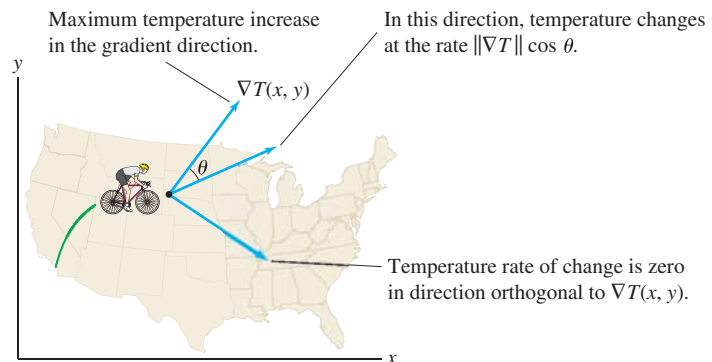 Maximum temperature increase
in the gradient direction.
In this direction, temperature changes
at the rate ‖∇T‖ cos θ.
y
∇T(x, y)
θ
Temperature rate of change is zero
in direction orthogonal to ∇T(x, y).
x